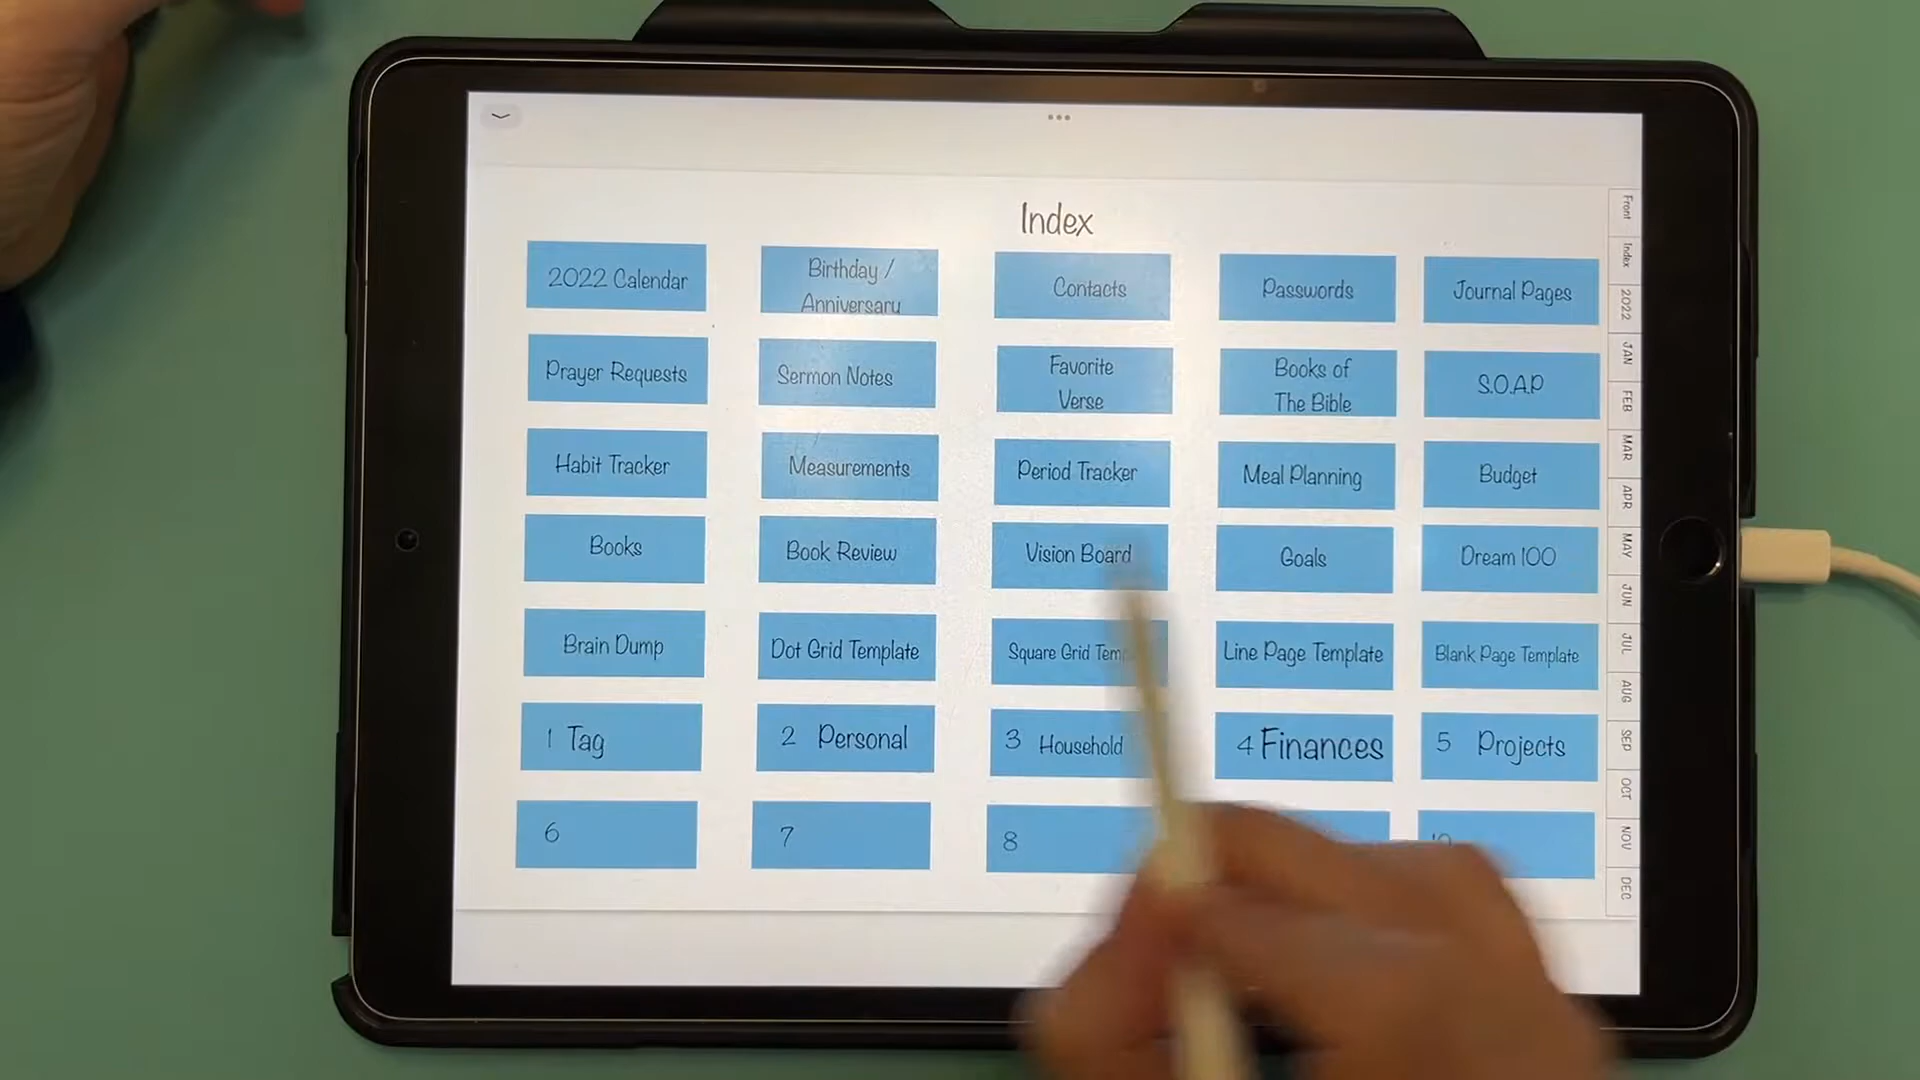 Index
2022 Calendar
Birthday /
Anniversary
Contacts
Passwords
Journal Pages
Prayer Requests
Sermon Notes
Favorite
Verse
Books of
The Bible
S.O.A.P
Habit Tracker
Measurements
Period Tracker
Meal Planning
Budget
Books
Book Review
Vision Board
Goals
Dream 100
Brain Dump
Dot Grid Template
Square Grid
Line Page Template
Blank Page Template
1 Tag
2 Personal
3 Household
4 Finances
5 Projects
6
7
8
Front
Index
2022
JAN
FEB
MAR
APR
MAY
JUN
JUL
AUG
SEP
OCT
NOV
DEC